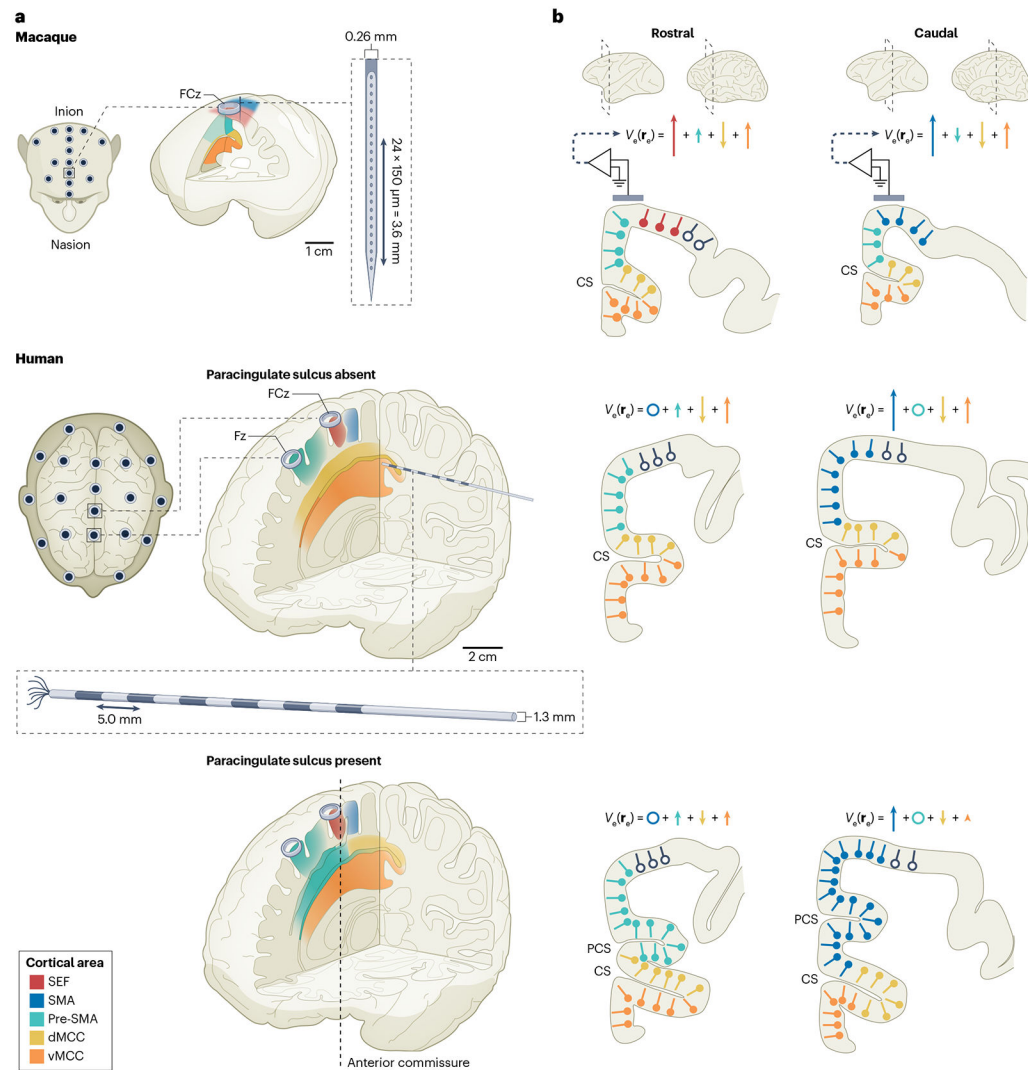 a
Macaque
0.26 mm
FCz
Inion
Nasion
1 cm
24 × 150 μm = 3.6 mm
Human
Paracingulate sulcus absent
FCz
Fz
2 cm
5.0 mm
1.3 mm
Paracingulate sulcus present
Cortical area
SEF
SMA
Pre-SMA
dMCC
vMCC
Anterior commissure
b
Rostral
Caudal
Ve(re) = + + +
Ve(re) = + + +
CS
CS
Ve(re) = + + +
Ve(re) = + + +
CS
CS
Ve(re) = + + +
Ve(re) = + + +
PCS
CS
PCS
CS